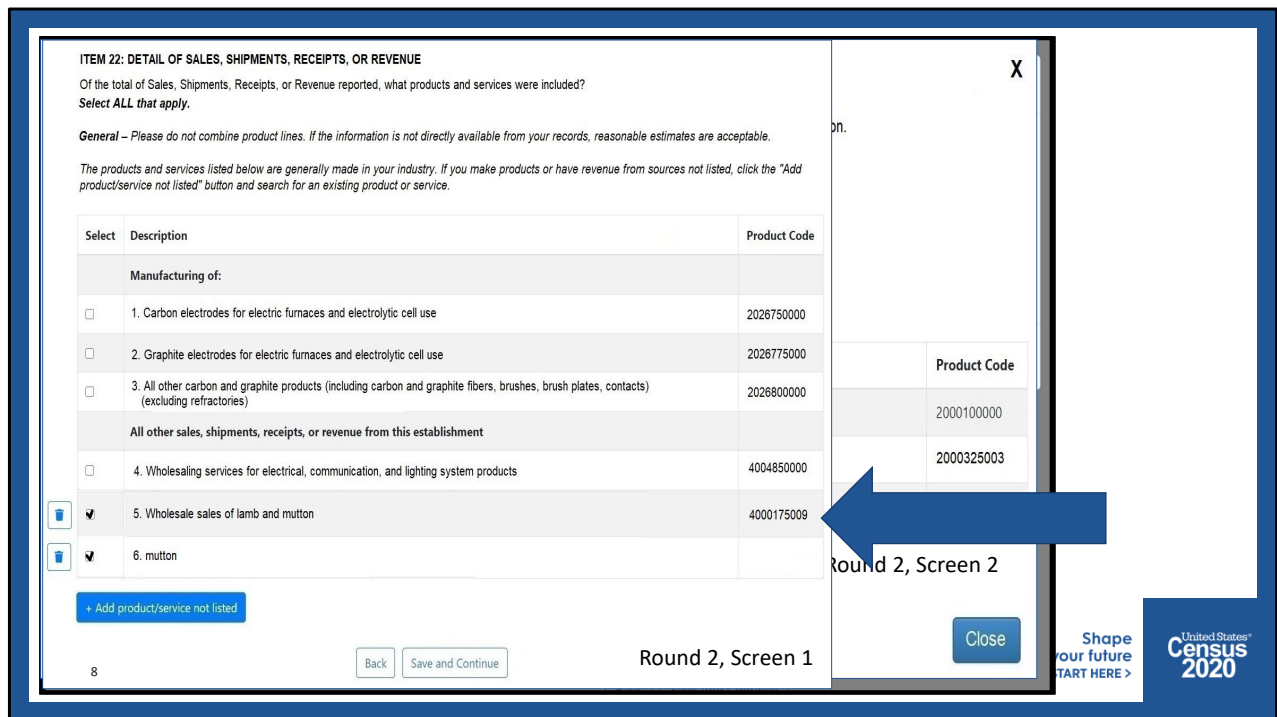 ITEM 22: DETAIL OF SALES, SHIPMENTS, RECEIPTS, OR REVENUE
Of the total of Sales, Shipments, Receipts, or Revenue reported, what products and services were included?
Select ALL that apply.
General – Please do not combine product lines. If the information is not directly available from your records, reasonable estimates are acceptable.
The products and services listed below are generally made in your industry. If you make products or have revenue from sources not listed, click the "Add
product/service not listed" button and search for an existing product or service.
Select Description Product Code
Manufacturing of:
1. Carbon electrodes for electric furnaces and electrolytic cell use 2026750000
2. Graphite electrodes for electric furnaces and electrolytic cell use 2026775000
3. All other carbon and graphite products (including carbon and graphite fibers, brushes, brush plates, contacts)
(excluding refractories) 2026800000
All other sales, shipments, receipts, or revenue from this establishment
4. Wholesaling services for electrical, communication, and lighting system products 4004850000
5. Wholesale sales of lamb and mutton 4000175009
6. mutton
+ Add product/service not listed
Back Save and Continue
Round 2, Screen 1
8
X
on.
Product Code
2000100000
2000325003
Round 2, Screen 2
Close
Shape
your future
START HERE >
United States®
Census
2020